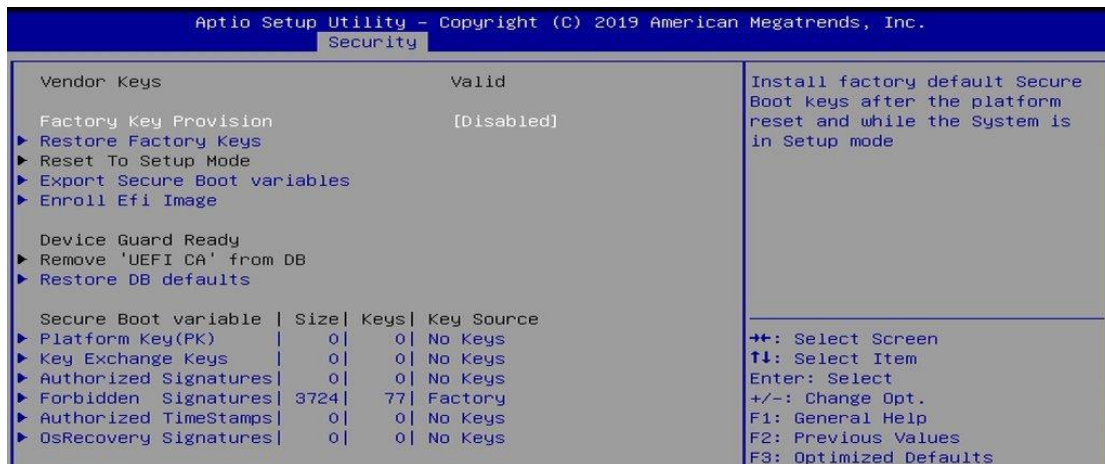 Aptio Setup Utility – Copyright (C) 2019 American Megatrends, Inc.
Security
Vendor Keys Valid
Factory Key Provision [Disabled]
Restore Factory Keys
Reset To Setup Mode
Export Secure Boot variables
Enroll Efi Image
Device Guard Ready
Remove 'UEFI CA' from DB
Restore DB defaults
Secure Boot variable | Size| Keys| Key Source
Platform Key(PK) | 0| 0| No Keys
Key Exchange Keys | 0| 0| No Keys
Authorized Signatures| 0| 0| No Keys
Forbidden Signatures| 3724| 77| Factory
Authorized TimeStamps| 0| 0| No Keys
OsRecovery Signatures| 0| 0| No Keys
Install factory default Secure
Boot keys after the platform
reset and while the System is
in Setup mode
→←: Select Screen
↑↓: Select Item
Enter: Select
+/-: Change Opt.
F1: General Help
F2: Previous Values
F3: Optimized Defaults